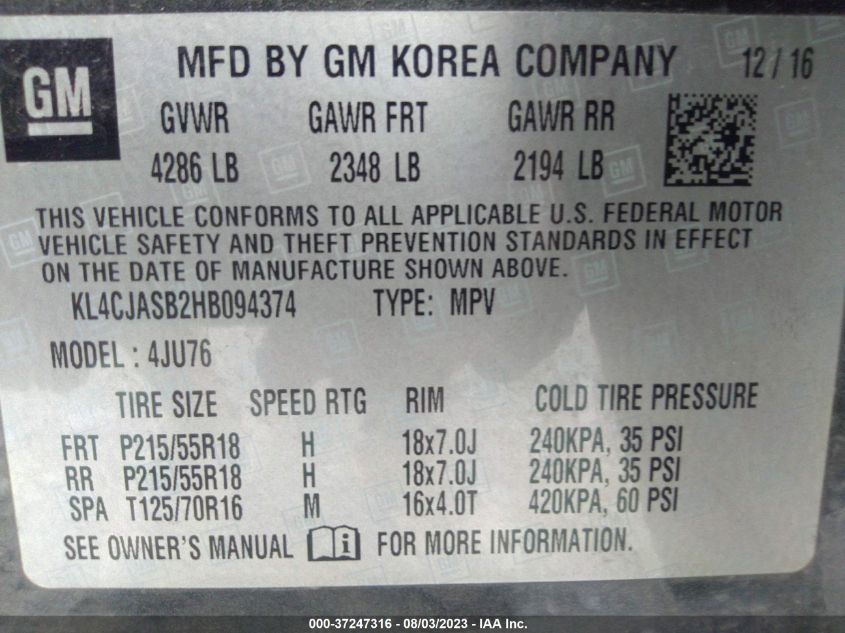 GM MFD BY GM KOREA COMPANY 12/16
GVWR GAWR FRT GAWR RR
4286 LB 2348 LB 2194 LB
THIS VEHICLE CONFORMS TO ALL APPLICABLE U.S. FEDERAL MOTOR
VEHICLE SAFETY AND THEFT PREVENTION STANDARDS IN EFFECT
ON THE DATE OF MANUFACTURE SHOWN ABOVE.
KL4CJASB2HB094374 TYPE: MPV
MODEL : 4JU76
TIRE SIZE SPEED RTG RIM COLD TIRE PRESSURE
FRT P215/55R18 H 18x7.0J 240KPA, 35 PSI
RR P215/55R18 H 18x7.0J 240KPA, 35 PSI
SPA T125/70R16 M 16x4.0T 420KPA, 60 PSI
SEE OWNER'S MANUAL i FOR MORE INFORMATION.
000-37247316 - 08/03/2023 - IAA Inc.